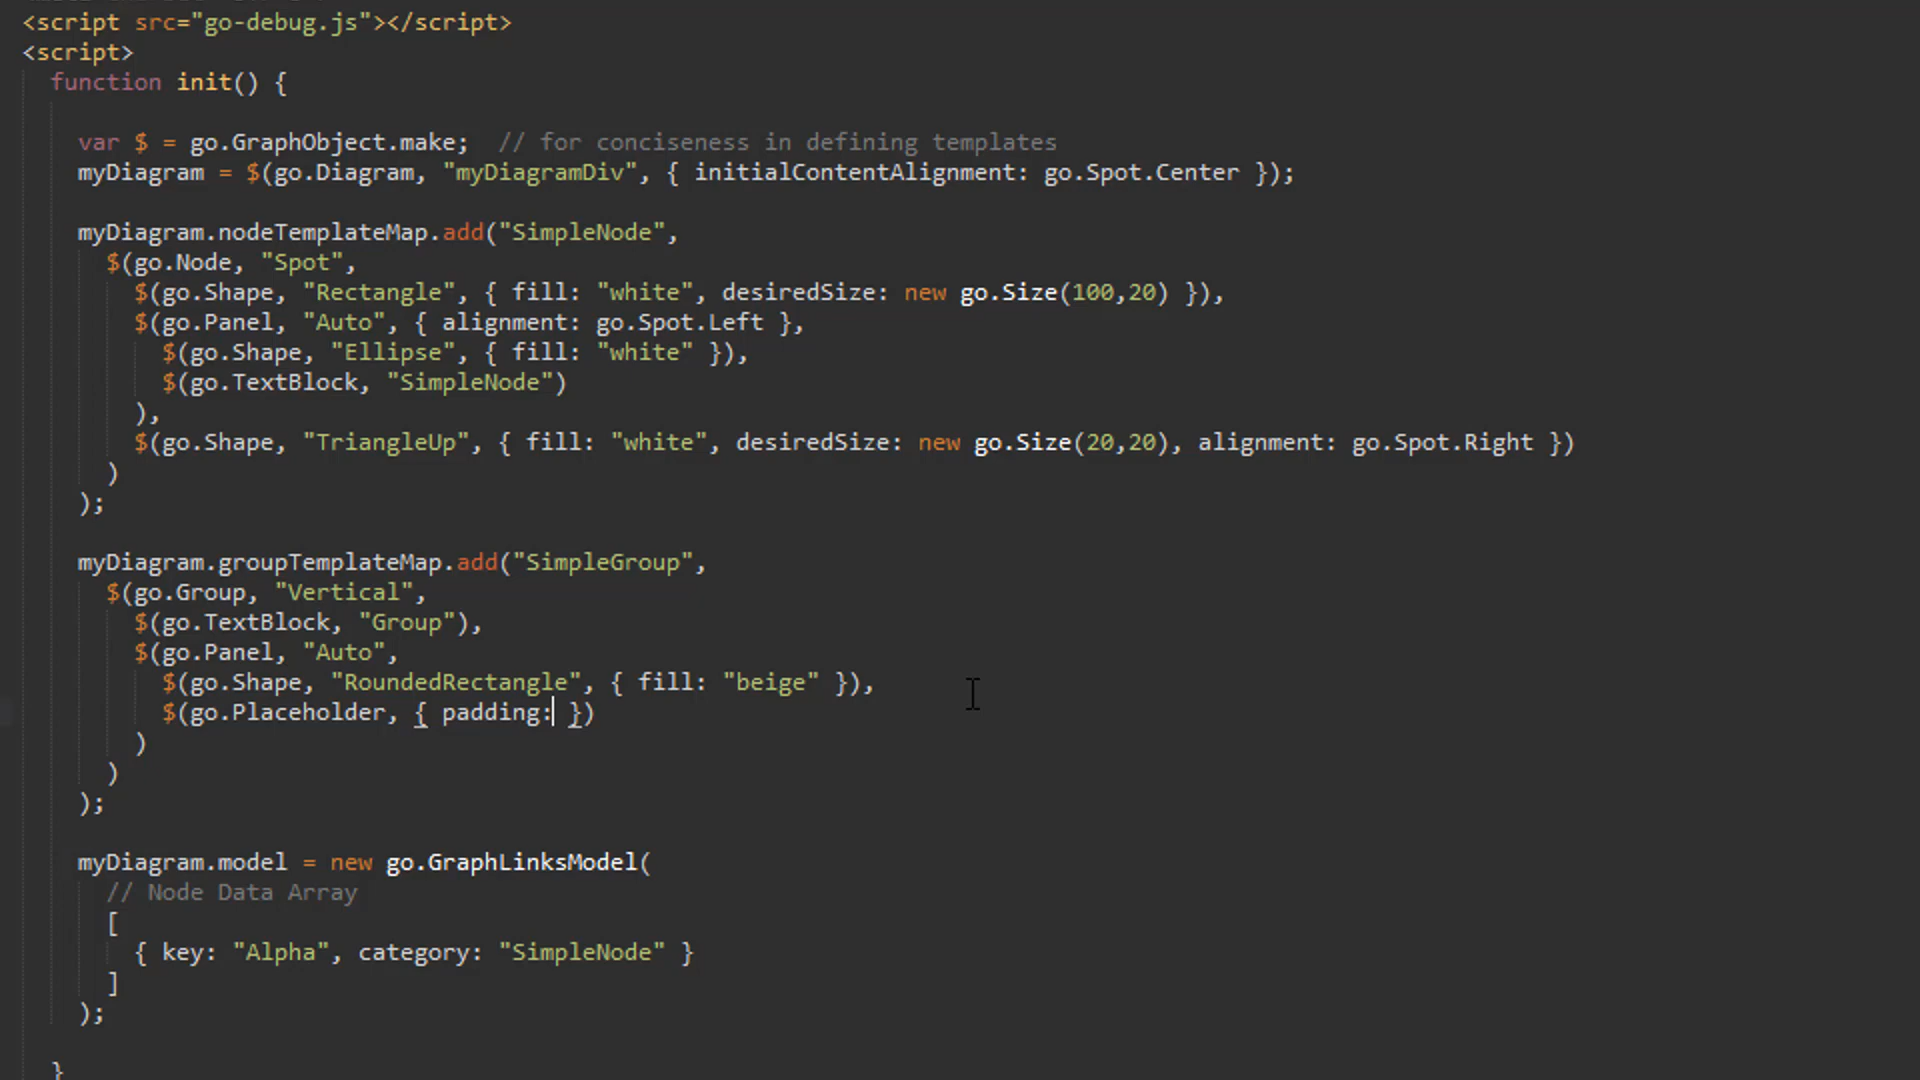 <script src="go-debug.js"></script>
<script>
function init() {
var $ = go.GraphObject.make;  // for conciseness in defining templates
myDiagram = $(go.Diagram, "myDiagramDiv", { initialContentAlignment: go.Spot.Center });
myDiagram.nodeTemplateMap.add("SimpleNode",
$(go.Node, "Spot",
$(go.Shape, "Rectangle", { fill: "white", desiredSize: new go.Size(100,20) }),
$(go.Panel, "Auto", { alignment: go.Spot.Left },
$(go.Shape, "Ellipse", { fill: "white" }),
$(go.TextBlock, "SimpleNode")
),
$(go.Shape, "TriangleUp", { fill: "white", desiredSize: new go.Size(20,20), alignment: go.Spot.Right })
)
);
myDiagram.groupTemplateMap.add("SimpleGroup",
$(go.Group, "Vertical",
$(go.TextBlock, "Group"),
$(go.Panel, "Auto",
$(go.Shape, "RoundedRectangle", { fill: "beige" }),
$(go.Placeholder, { padding: })
)
)
);
myDiagram.model = new go.GraphLinksModel(
// Node Data Array
[
{ key: "Alpha", category: "SimpleNode" }
]
);
}